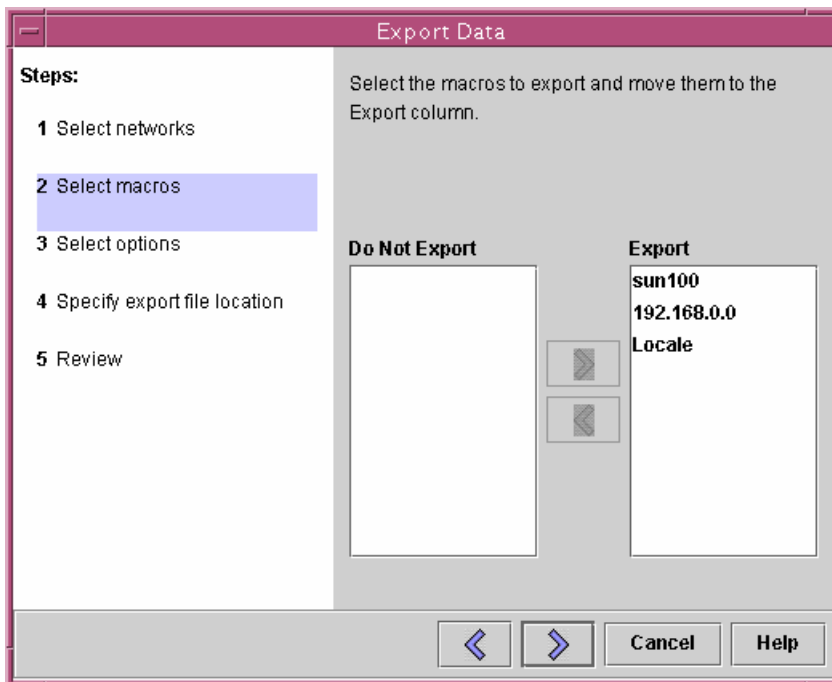 Export Data
Steps:
1 Select networks
2 Select macros
3 Select options
4 Specify export file location
5 Review
Select the macros to export and move them to the
Export column.
Do Not Export
Export
sun100
192.168.0.0
Locale
Cancel
Help